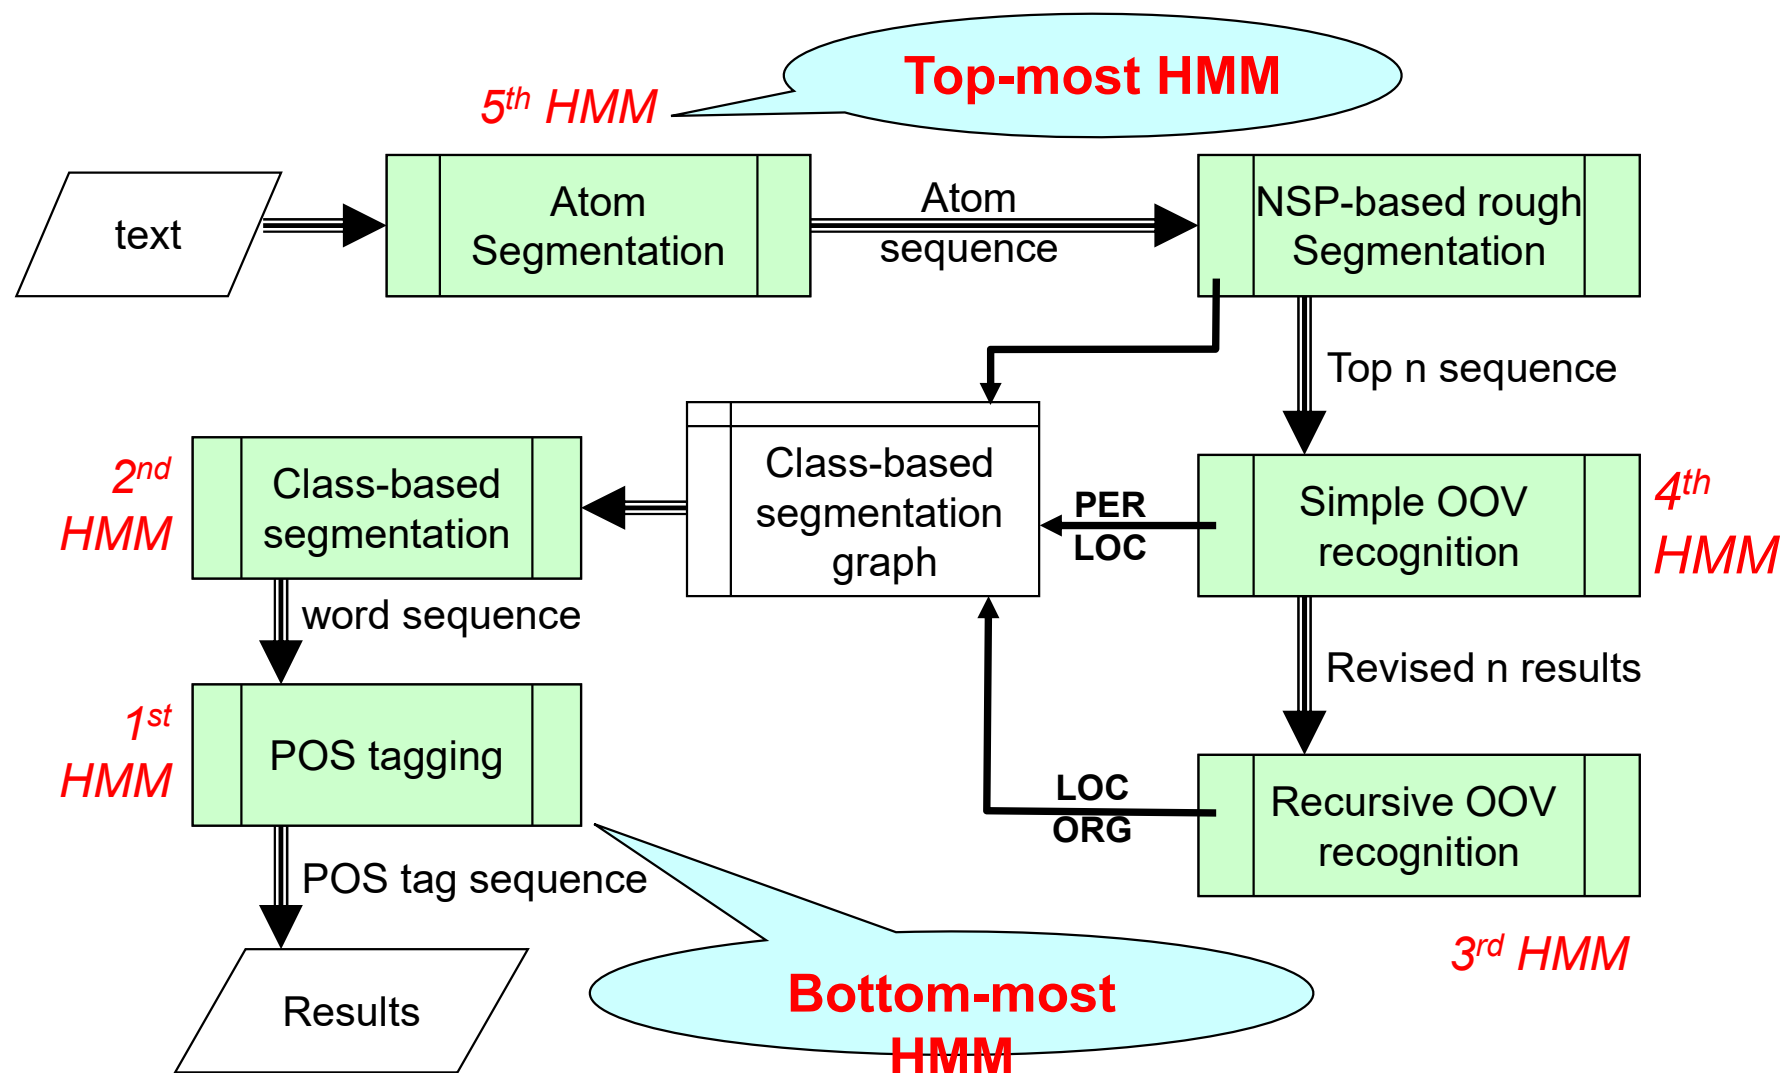 Top-most HMM
5th HMM
text
Atom
Segmentation
Atom
sequence
NSP-based rough
Segmentation
Top n sequence
2nd
HMM
Class-based
segmentation
Class-based
segmentation
graph
PER
LOC
Simple OOV
recognition
4th
HMM
word sequence
Revised n results
1st
HMM
POS tagging
LOC
ORG
Recursive OOV
recognition
POS tag sequence
3rd HMM
Results
Bottom-most
HMM